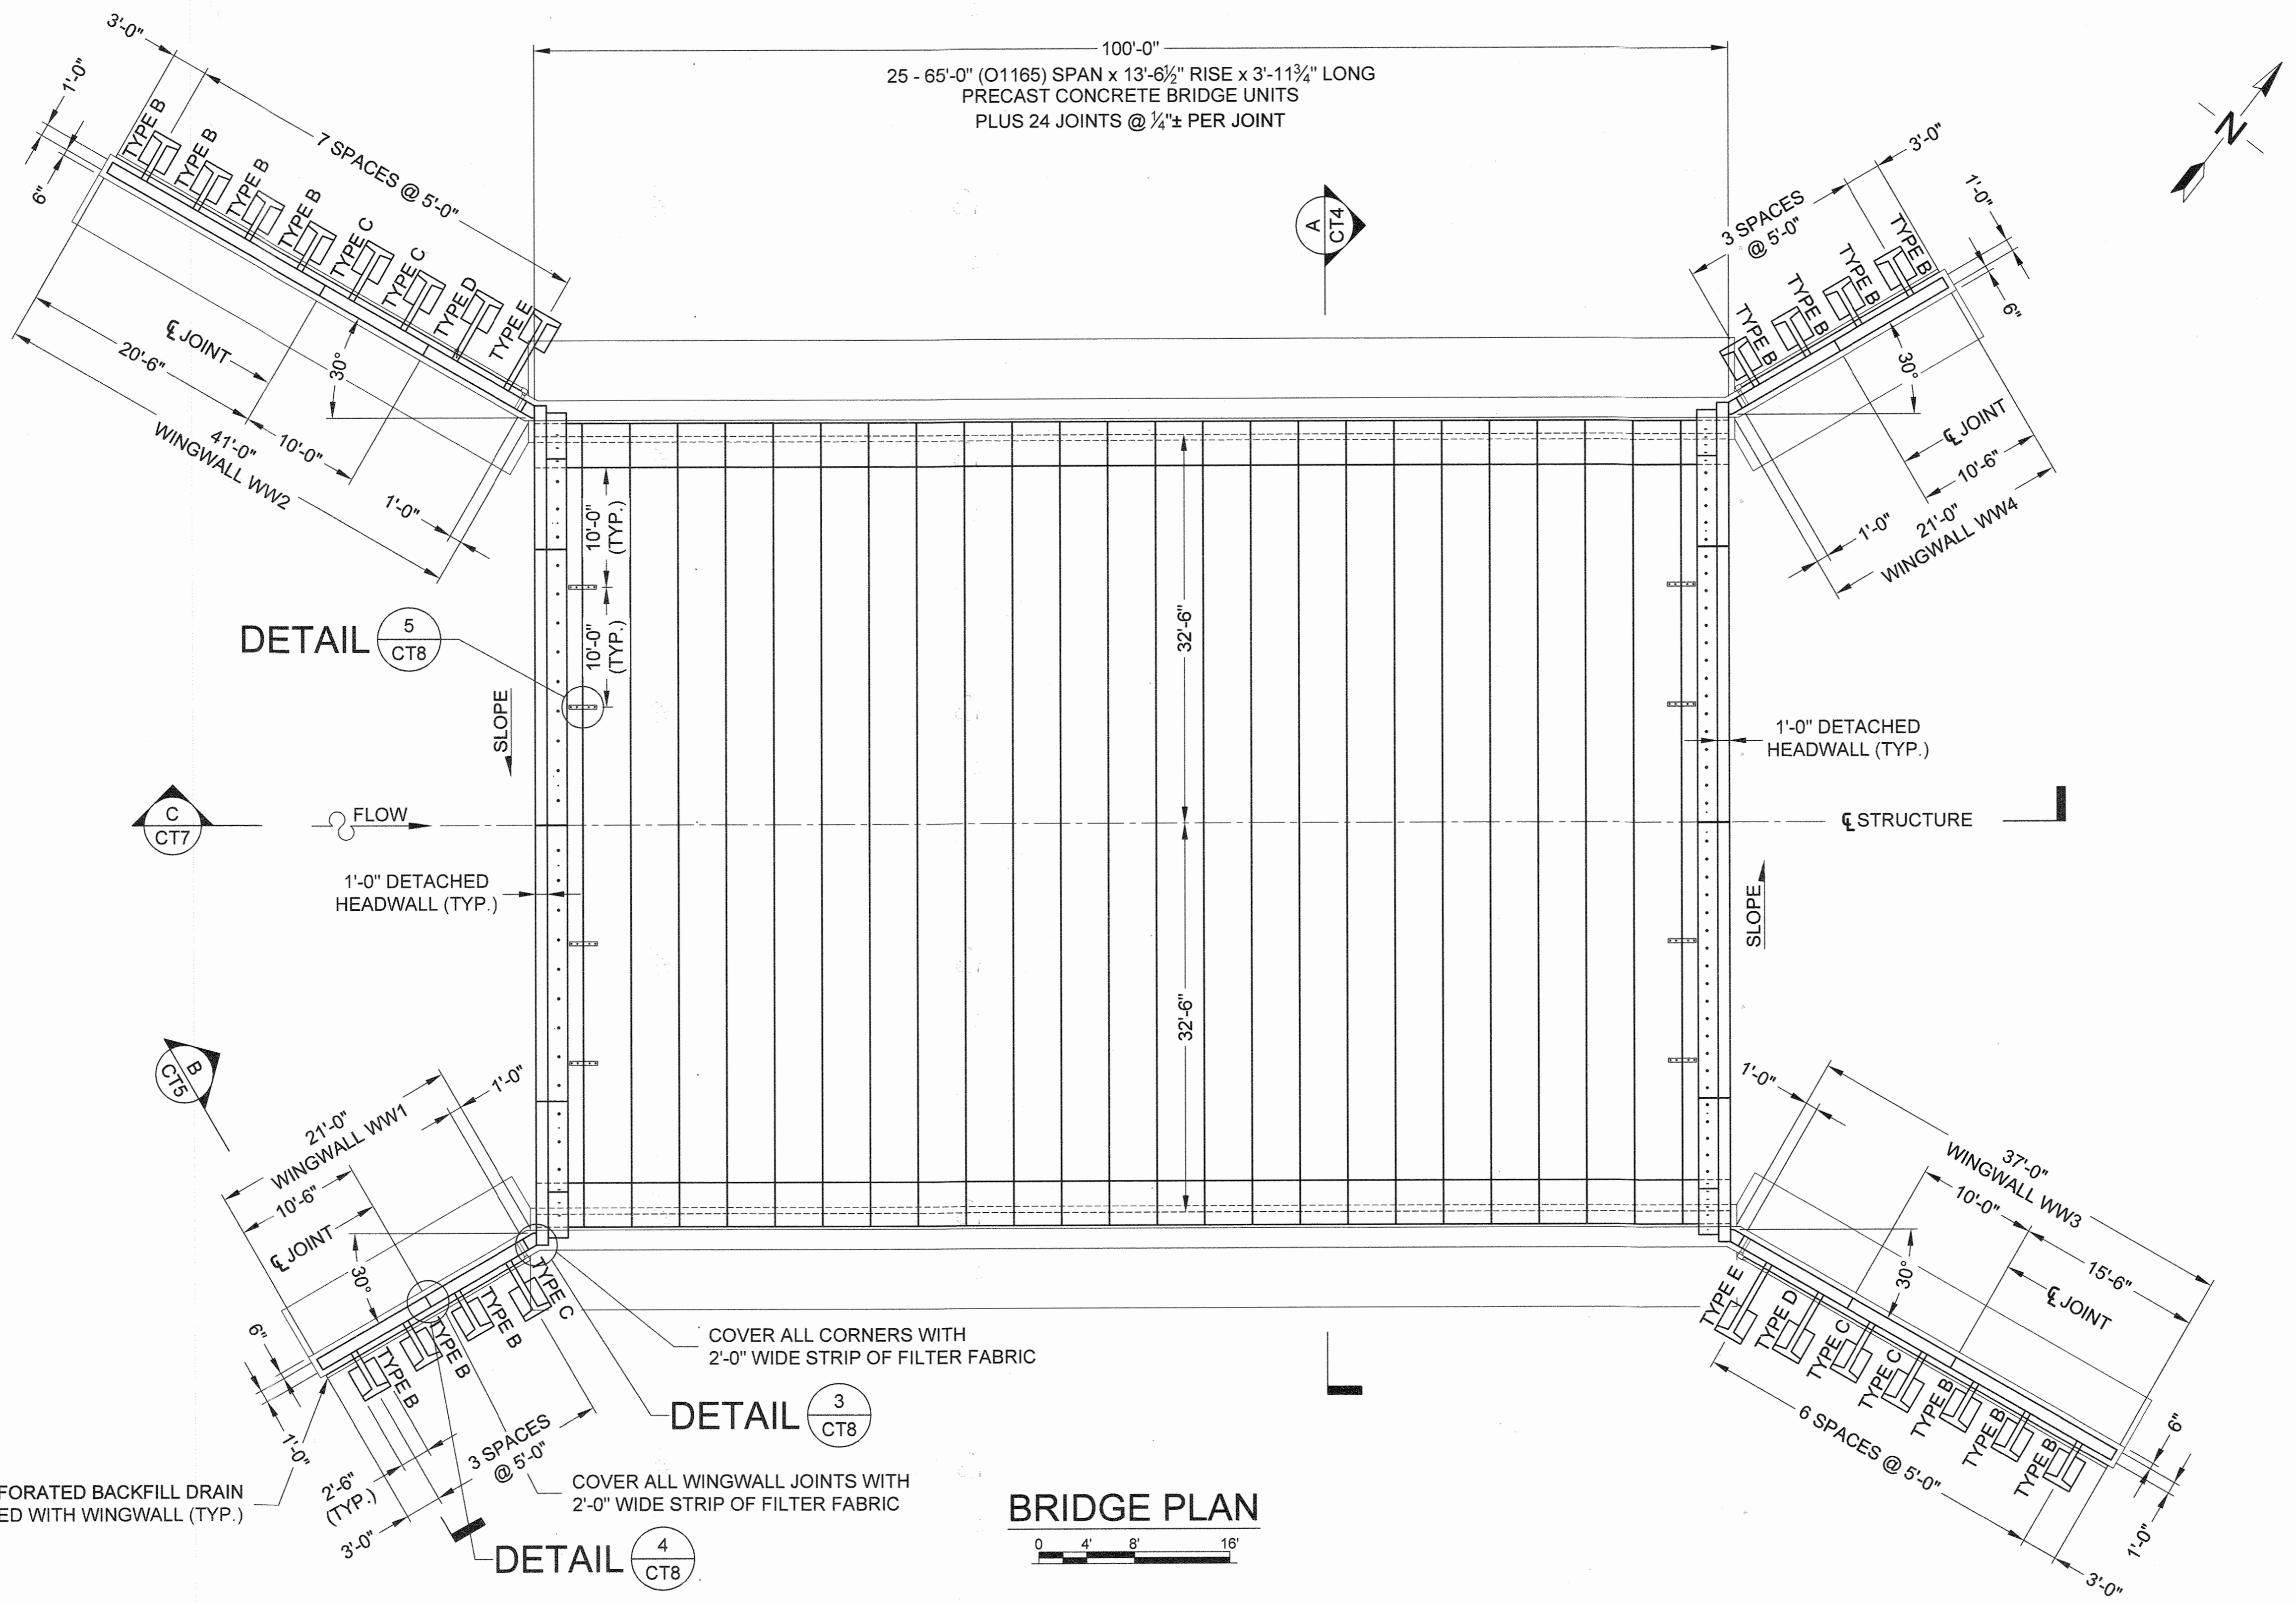 100'-0"
25 - 65'-0" (O1165) SPAN x 13'-6½" RISE x 3'-11¾" LONG
PRECAST CONCRETE BRIDGE UNITS
PLUS 24 JOINTS @ ¼"± PER JOINT
3'-0"
1'-0"
6"
7 SPACES @ 5'-0"
TYPE B
TYPE B
TYPE B
TYPE B
TYPE C
TYPE C
TYPE D
TYPE E
℄ JOINT
20'-6"
10'-0"
41'-0"
WINGWALL WW2
30°
1'-0"
A
CT4
N
3'-0"
3 SPACES
@ 5'-0"
1'-0"
6"
TYPE B
TYPE B
TYPE B
TYPE B
30°
℄ JOINT
10'-6"
21'-0"
WINGWALL WW4
1'-0"
10'-0"
(TYP.)
10'-0"
(TYP.)
DETAIL
5
CT8
SLOPE
32'-6"
1'-0" DETACHED
HEADWALL (TYP.)
C
CT7
FLOW
℄ STRUCTURE
1'-0" DETACHED
HEADWALL (TYP.)
SLOPE
32'-6"
B
CT5
1'-0"
21'-0"
WINGWALL WW1
10'-6"
℄ JOINT
30°
6"
1'-0"
TYPE C
TYPE B
TYPE B
TYPE B
3 SPACES
@ 5'-0"
2'-6"
(TYP.)
3'-0"
FORATED BACKFILL DRAIN
ED WITH WINGWALL (TYP.)
COVER ALL CORNERS WITH
2'-0" WIDE STRIP OF FILTER FABRIC
DETAIL
3
CT8
COVER ALL WINGWALL JOINTS WITH
2'-0" WIDE STRIP OF FILTER FABRIC
DETAIL
4
CT8
1'-0"
37'-0"
WINGWALL WW3
10'-0"
15'-6"
℄ JOINT
30°
TYPE E
TYPE D
TYPE C
TYPE C
TYPE B
TYPE B
TYPE B
6 SPACES @ 5'-0"
6"
1'-0"
3'-0"
BRIDGE PLAN
0 4' 8' 16'